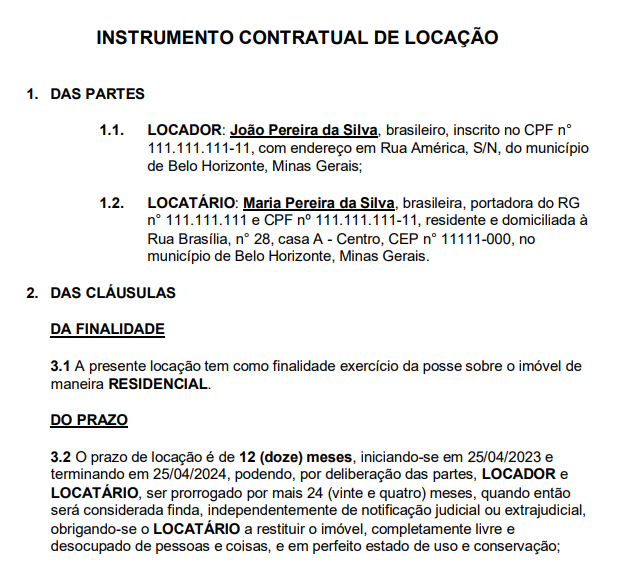 INSTRUMENTO CONTRATUAL DE LOCAÇÃO
1. DAS PARTES
1.1. LOCADOR: João Pereira da Silva, brasileiro, inscrito no CPF n°
111.111.111-11, com endereço em Rua América, S/N, do município
de Belo Horizonte, Minas Gerais;
1.2. LOCATÁRIO: Maria Pereira da Silva, brasileira, portadora do RG
n° 111.111.111 e CPF nº 111.111.111-11, residente e domiciliada à
Rua Brasília, n° 28, casa A - Centro, CEP n° 11111-000, no
município de Belo Horizonte, Minas Gerais.
2. DAS CLÁUSULAS
DA FINALIDADE
3.1 A presente locação tem como finalidade exercício da posse sobre o imóvel de
maneira RESIDENCIAL.
DO PRAZO
3.2 O prazo de locação é de 12 (doze) meses, iniciando-se em 25/04/2023 e
terminando em 25/04/2024, podendo, por deliberação das partes, LOCADOR e
LOCATÁRIO, ser prorrogado por mais 24 (vinte e quatro) meses, quando então
será considerada finda, independentemente de notificação judicial ou extrajudicial,
obrigando-se o LOCATÁRIO a restituir o imóvel, completamente livre e
desocupado de pessoas e coisas, e em perfeito estado de uso e conservação;